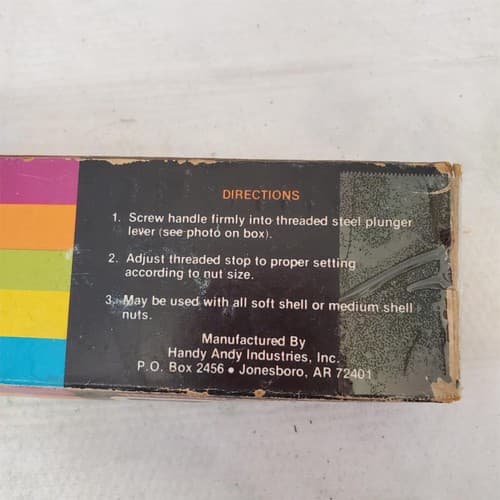 DIRECTIONS
1. Screw handle firmly into threaded steel plunger
lever (see photo on box).
2. Adjust threaded stop to proper setting
according to nut size.
3. May be used with all soft shell or medium shell
nuts.
Manufactured By
Handy Andy Industries, Inc.
P.O. Box 2456 • Jonesboro, AR 72401